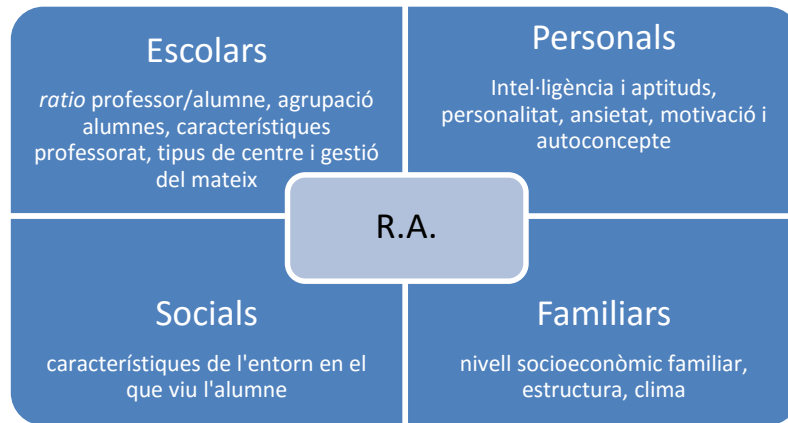 Escolars
ratio professor/alumne, agrupació
alumnes, característiques
professorat, tipus de centre i gestió
del mateix
Personals
Intel·ligència i aptituds,
personalitat, ansietat, motivació i
autoconcepte
R.A.
Socials
característiques de l'entorn en el
que viu l'alumne
Familiars
nivell socioeconòmic familiar,
estructura, clima